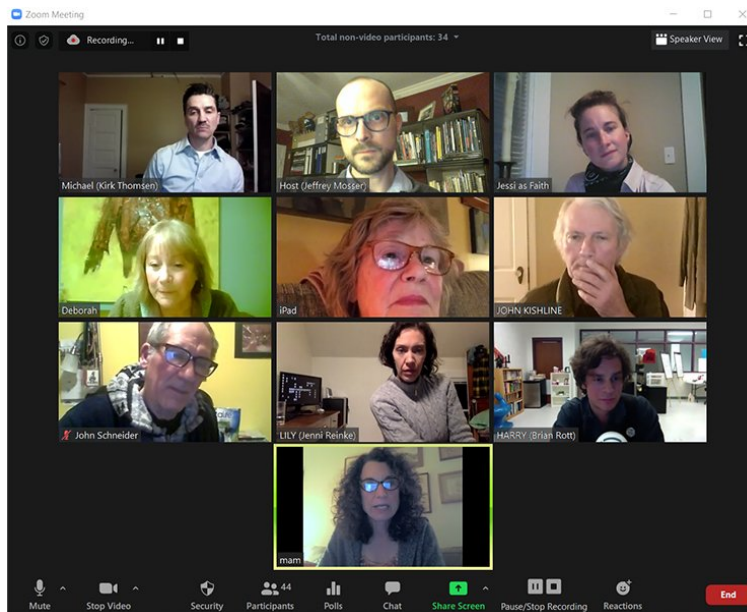 Zoom Meeting
Recording...
Total non-video participants: 34
Speaker View
Michael (Kirk Thomsen)
Host (Jeffrey Mosser)
Jessi as Faith
Deborah
iPad
JOHN KISHLINE
John Schneider
LILY (Jenni Reinke)
HARRY (Brian Rott)
mam
Mute
Stop Video
Security
44
Participants
Polls
Chat
Share Screen
Pause/Stop Recording
Reactions
End